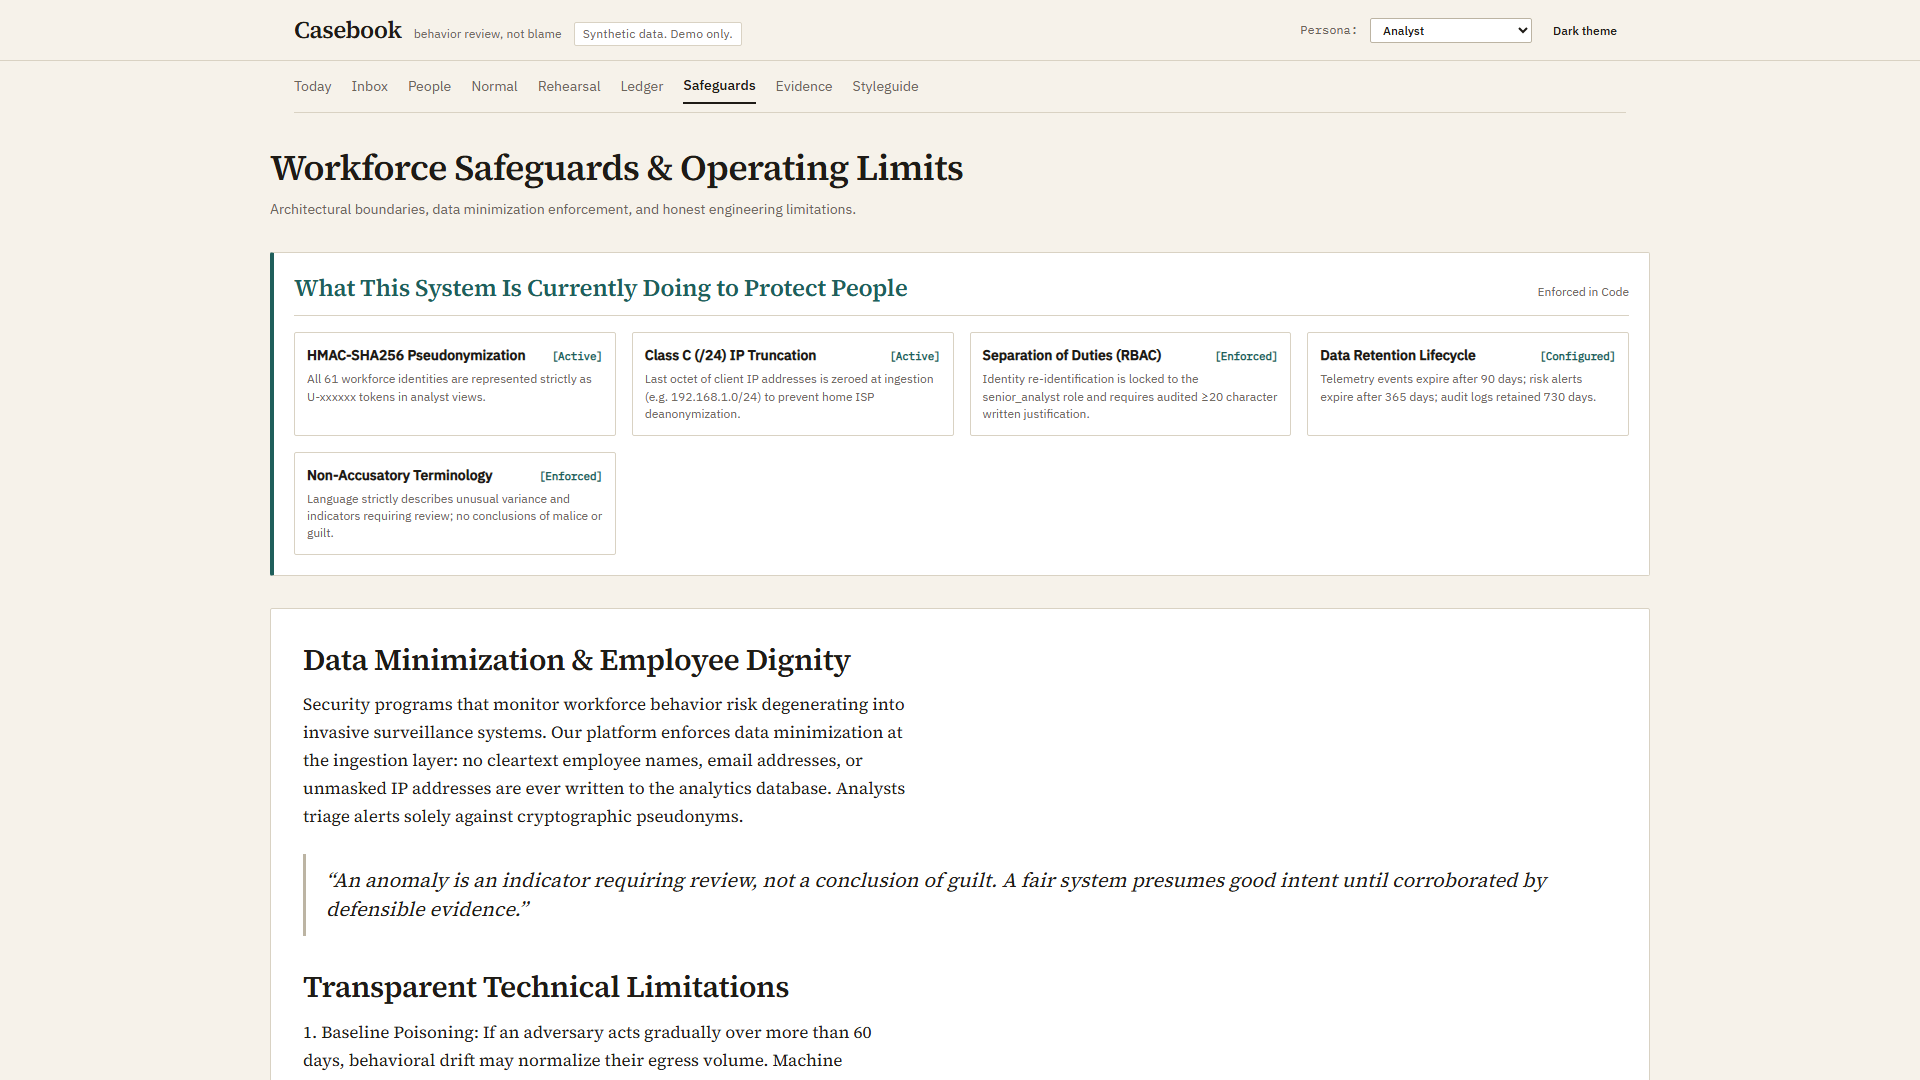 Casebook behavior review, not blame Synthetic data. Demo only. Persona: Analyst Dark theme
Today Inbox People Normal Rehearsal Ledger Safeguards Evidence Styleguide
Workforce Safeguards & Operating Limits
Architectural boundaries, data minimization enforcement, and honest engineering limitations.
What This System Is Currently Doing to Protect People Enforced in Code
HMAC-SHA256 Pseudonymization [Active]
All 61 workforce identities are represented strictly as
U-xxxxxx tokens in analyst views.
Class C (/24) IP Truncation [Active]
Last octet of client IP addresses is zeroed at ingestion
(e.g. 192.168.1.0/24) to prevent home ISP
deanonymization.
Separation of Duties (RBAC) [Enforced]
Identity re-identification is locked to the
senior_analyst role and requires audited ≥20 character
written justification.
Data Retention Lifecycle [Configured]
Telemetry events expire after 90 days; risk alerts
expire after 365 days; audit logs retained 730 days.
Non-Accusatory Terminology [Enforced]
Language strictly describes unusual variance and
indicators requiring review; no conclusions of malice or
guilt.
Data Minimization & Employee Dignity
Security programs that monitor workforce behavior risk degenerating into
invasive surveillance systems. Our platform enforces data minimization at
the ingestion layer: no cleartext employee names, email addresses, or
unmasked IP addresses are ever written to the analytics database. Analysts
triage alerts solely against cryptographic pseudonyms.
“An anomaly is an indicator requiring review, not a conclusion of guilt. A fair system presumes good intent until corroborated by
defensible evidence.”
Transparent Technical Limitations
1. Baseline Poisoning: If an adversary acts gradually over more than 60
days, behavioral drift may normalize their egress volume. Machine